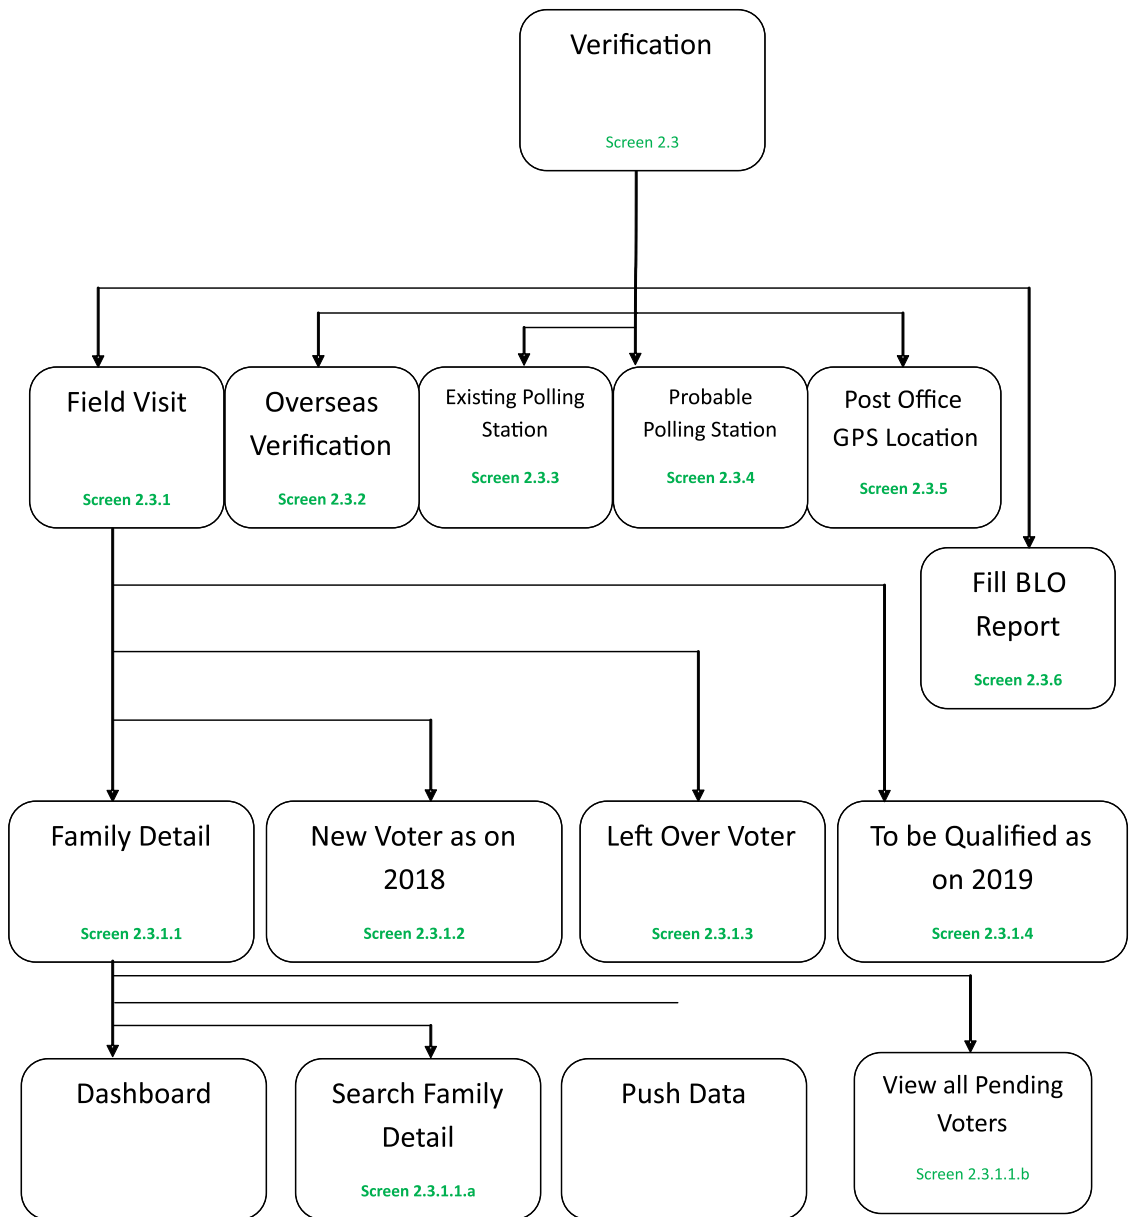 Verification
Screen 2.3
Field Visit
Screen 2.3.1
Overseas
Verification
Screen 2.3.2
Existing Polling
Station
Screen 2.3.3
Probable
Polling Station
Screen 2.3.4
Post Office
GPS Location
Screen 2.3.5
Fill BLO
Report
Screen 2.3.6
Family Detail
Screen 2.3.1.1
New Voter as on
2018
Screen 2.3.1.2
Left Over Voter
Screen 2.3.1.3
To be Qualified as
on 2019
Screen 2.3.1.4
Dashboard
Search Family
Detail
Screen 2.3.1.1.a
Push Data
View all Pending
Voters
Screen 2.3.1.1.b